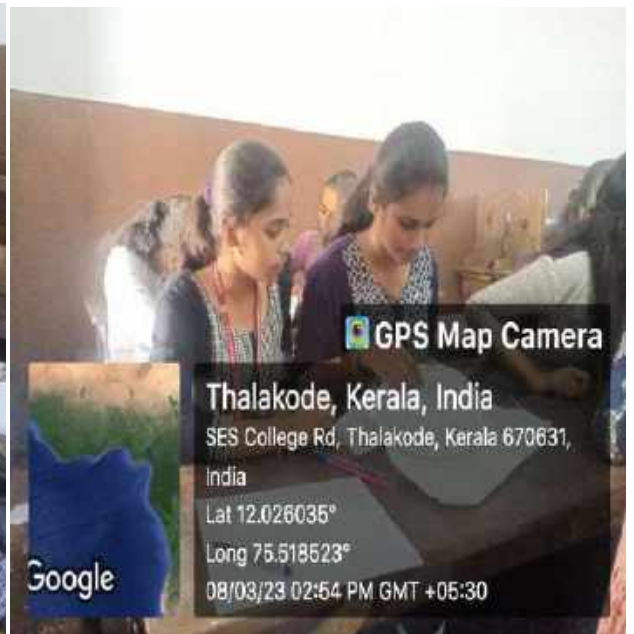 GPS Map Camera
Thalakode, Kerala, India
SES College Rd, Thalakode, Kerala 670631,
India
Lat 12.026035°
Long 75.518523°
08/03/23 02:54 PM GMT +05:30
Google